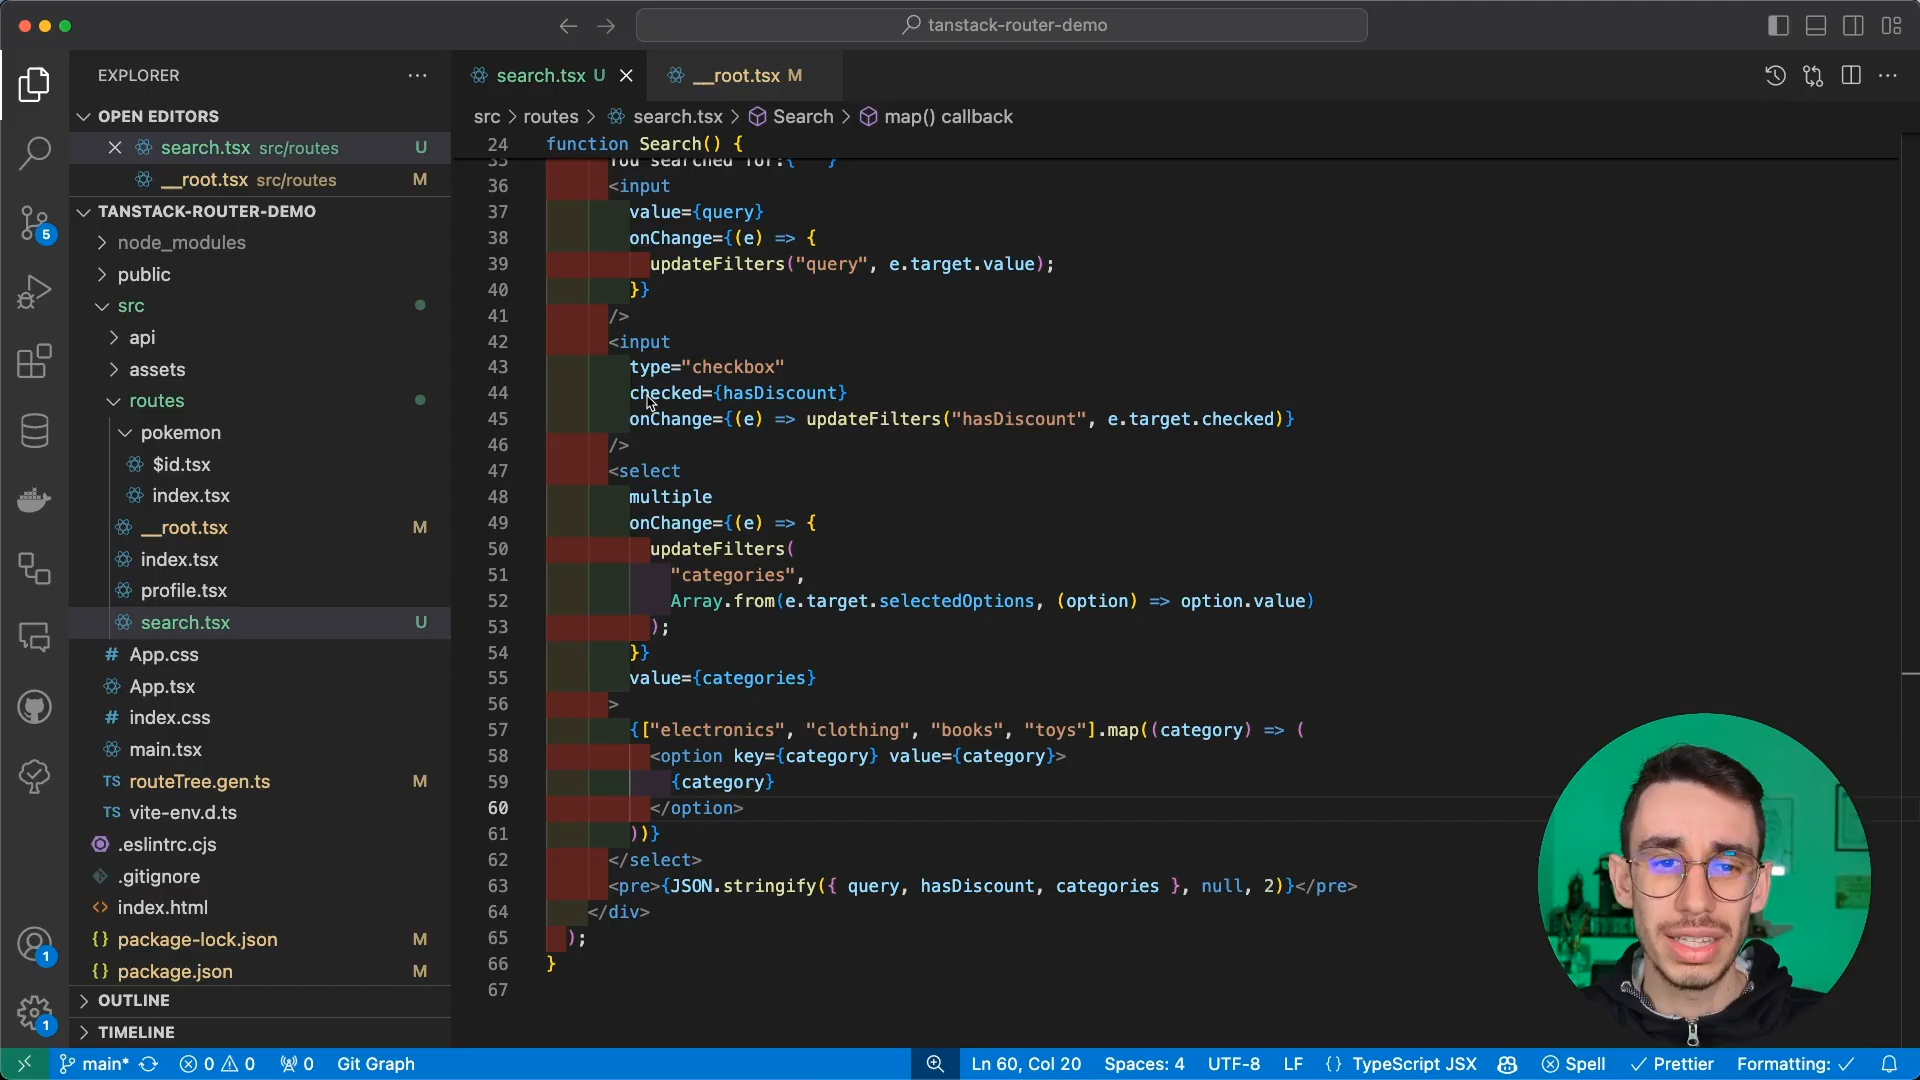 tanstack-router-demo
EXPLORER
search.tsx U
__root.tsx M
OPEN EDITORS
src > routes > search.tsx > Search > map() callback
search.tsx src/routes U
__root.tsx src/routes M
TANSTACK-ROUTER-DEMO
node_modules
public
src
api
assets
routes
pokemon
$id.tsx
index.tsx
__root.tsx M
index.tsx
profile.tsx
search.tsx U
App.css
App.tsx
index.css
main.tsx
TS routeTree.gen.ts M
TS vite-env.d.ts
.eslintrc.cjs
.gitignore
index.html
package-lock.json M
package.json M
OUTLINE
TIMELINE
5
1
1
24 function Search() {
35 You searched for:{" "}
36 <input
37 value={query}
38 onChange={(e) => {
39 updateFilters("query", e.target.value);
40 }}
41 />
42 <input
43 type="checkbox"
44 checked={hasDiscount}
45 onChange={(e) => updateFilters("hasDiscount", e.target.checked)}
46 />
47 <select
48 multiple
49 onChange={(e) => {
50 updateFilters(
51 "categories",
52 Array.from(e.target.selectedOptions, (option) => option.value)
53 );
54 }}
55 value={categories}
56 >
57 {["electronics", "clothing", "books", "toys"].map((category) => (
58 <option key={category} value={category}>
59 {category}
60 </option>
61 ))}
62 </select>
63 <pre>{JSON.stringify({ query, hasDiscount, categories }, null, 2)}</pre>
64 </div>
65 );
66 }
67
main* 0 0 0 Git Graph Ln 60, Col 20 Spaces: 4 UTF-8 LF {} TypeScript JSX Spell Prettier Formatting: ✓